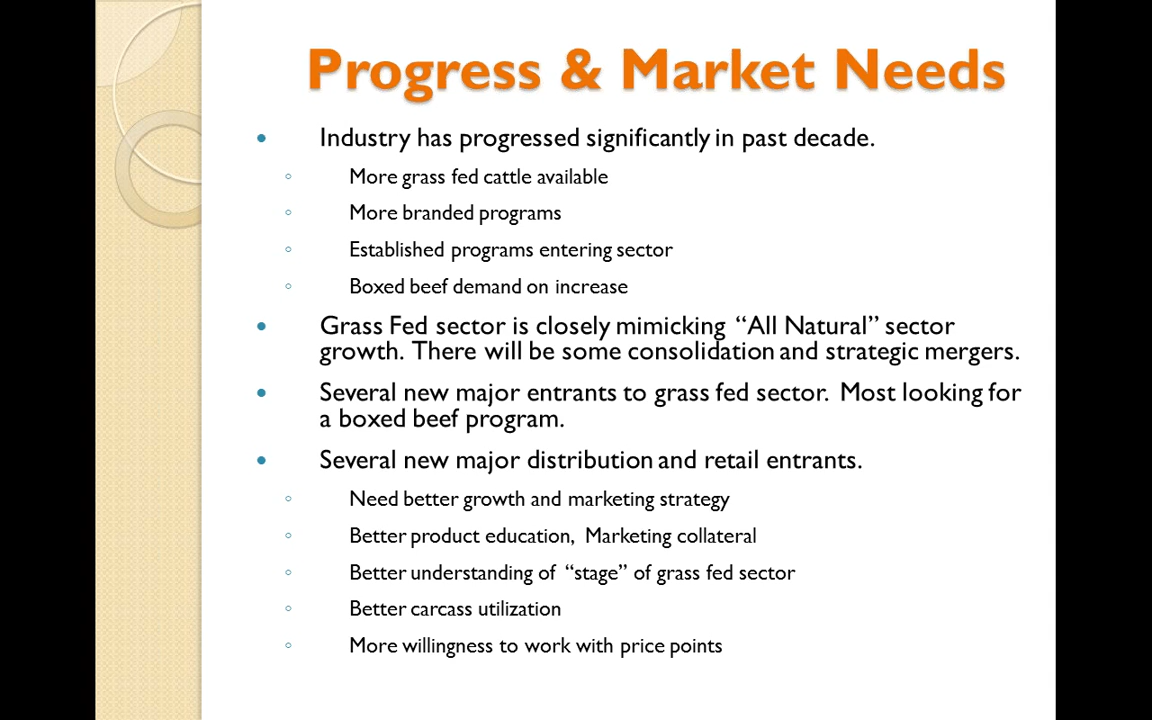 Progress & Market Needs
• Industry has progressed significantly in past decade.
◦ More grass fed cattle available
◦ More branded programs
◦ Established programs entering sector
◦ Boxed beef demand on increase
• Grass Fed sector is closely mimicking “All Natural” sector
growth. There will be some consolidation and strategic mergers.
• Several new major entrants to grass fed sector. Most looking for
a boxed beef program.
• Several new major distribution and retail entrants.
◦ Need better growth and marketing strategy
◦ Better product education, Marketing collateral
◦ Better understanding of “stage” of grass fed sector
◦ Better carcass utilization
◦ More willingness to work with price points